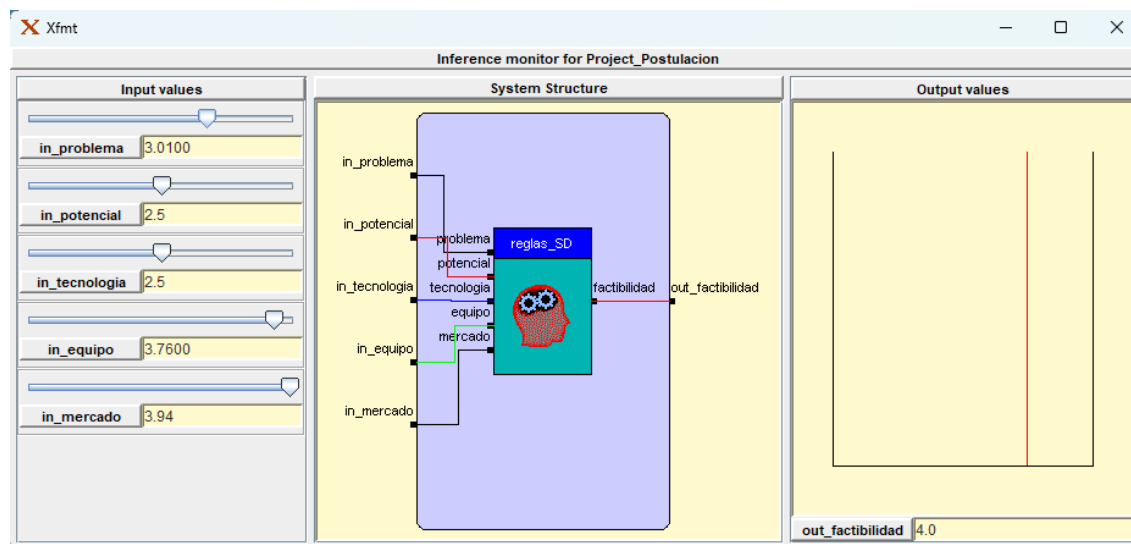 Xfmt
Inference monitor for Project_Postulacion
Input values
in_problema 3.0100
in_potencial 2.5
in_tecnologia 2.5
in_equipo 3.7600
in_mercado 3.94
System Structure
in_problema
in_potencial
in_tecnologia
in_equipo
in_mercado
problema
potencial
tecnologia
equipo
mercado
reglas_SD
factibilidad
out_factibilidad
Output values
out_factibilidad 4.0